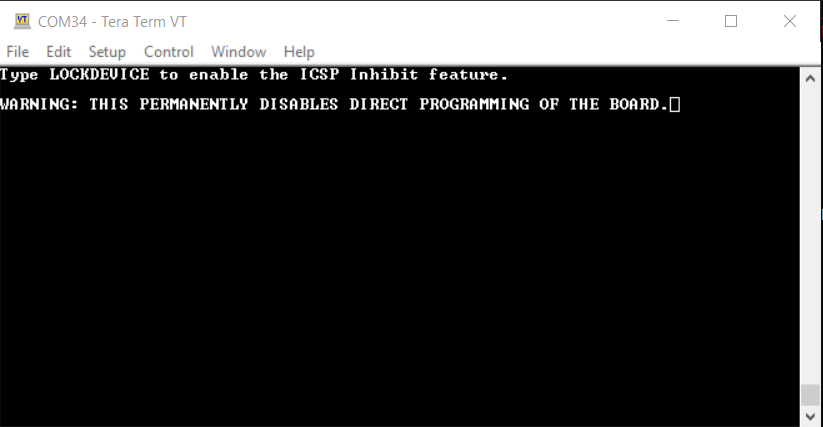 COM34 - Tera Term VT
File Edit Setup Control Window Help
Type LOCKDEVICE to enable the ICSP Inhibit feature.
WARNING: THIS PERMANENTLY DISABLES DIRECT PROGRAMMING OF THE BOARD.